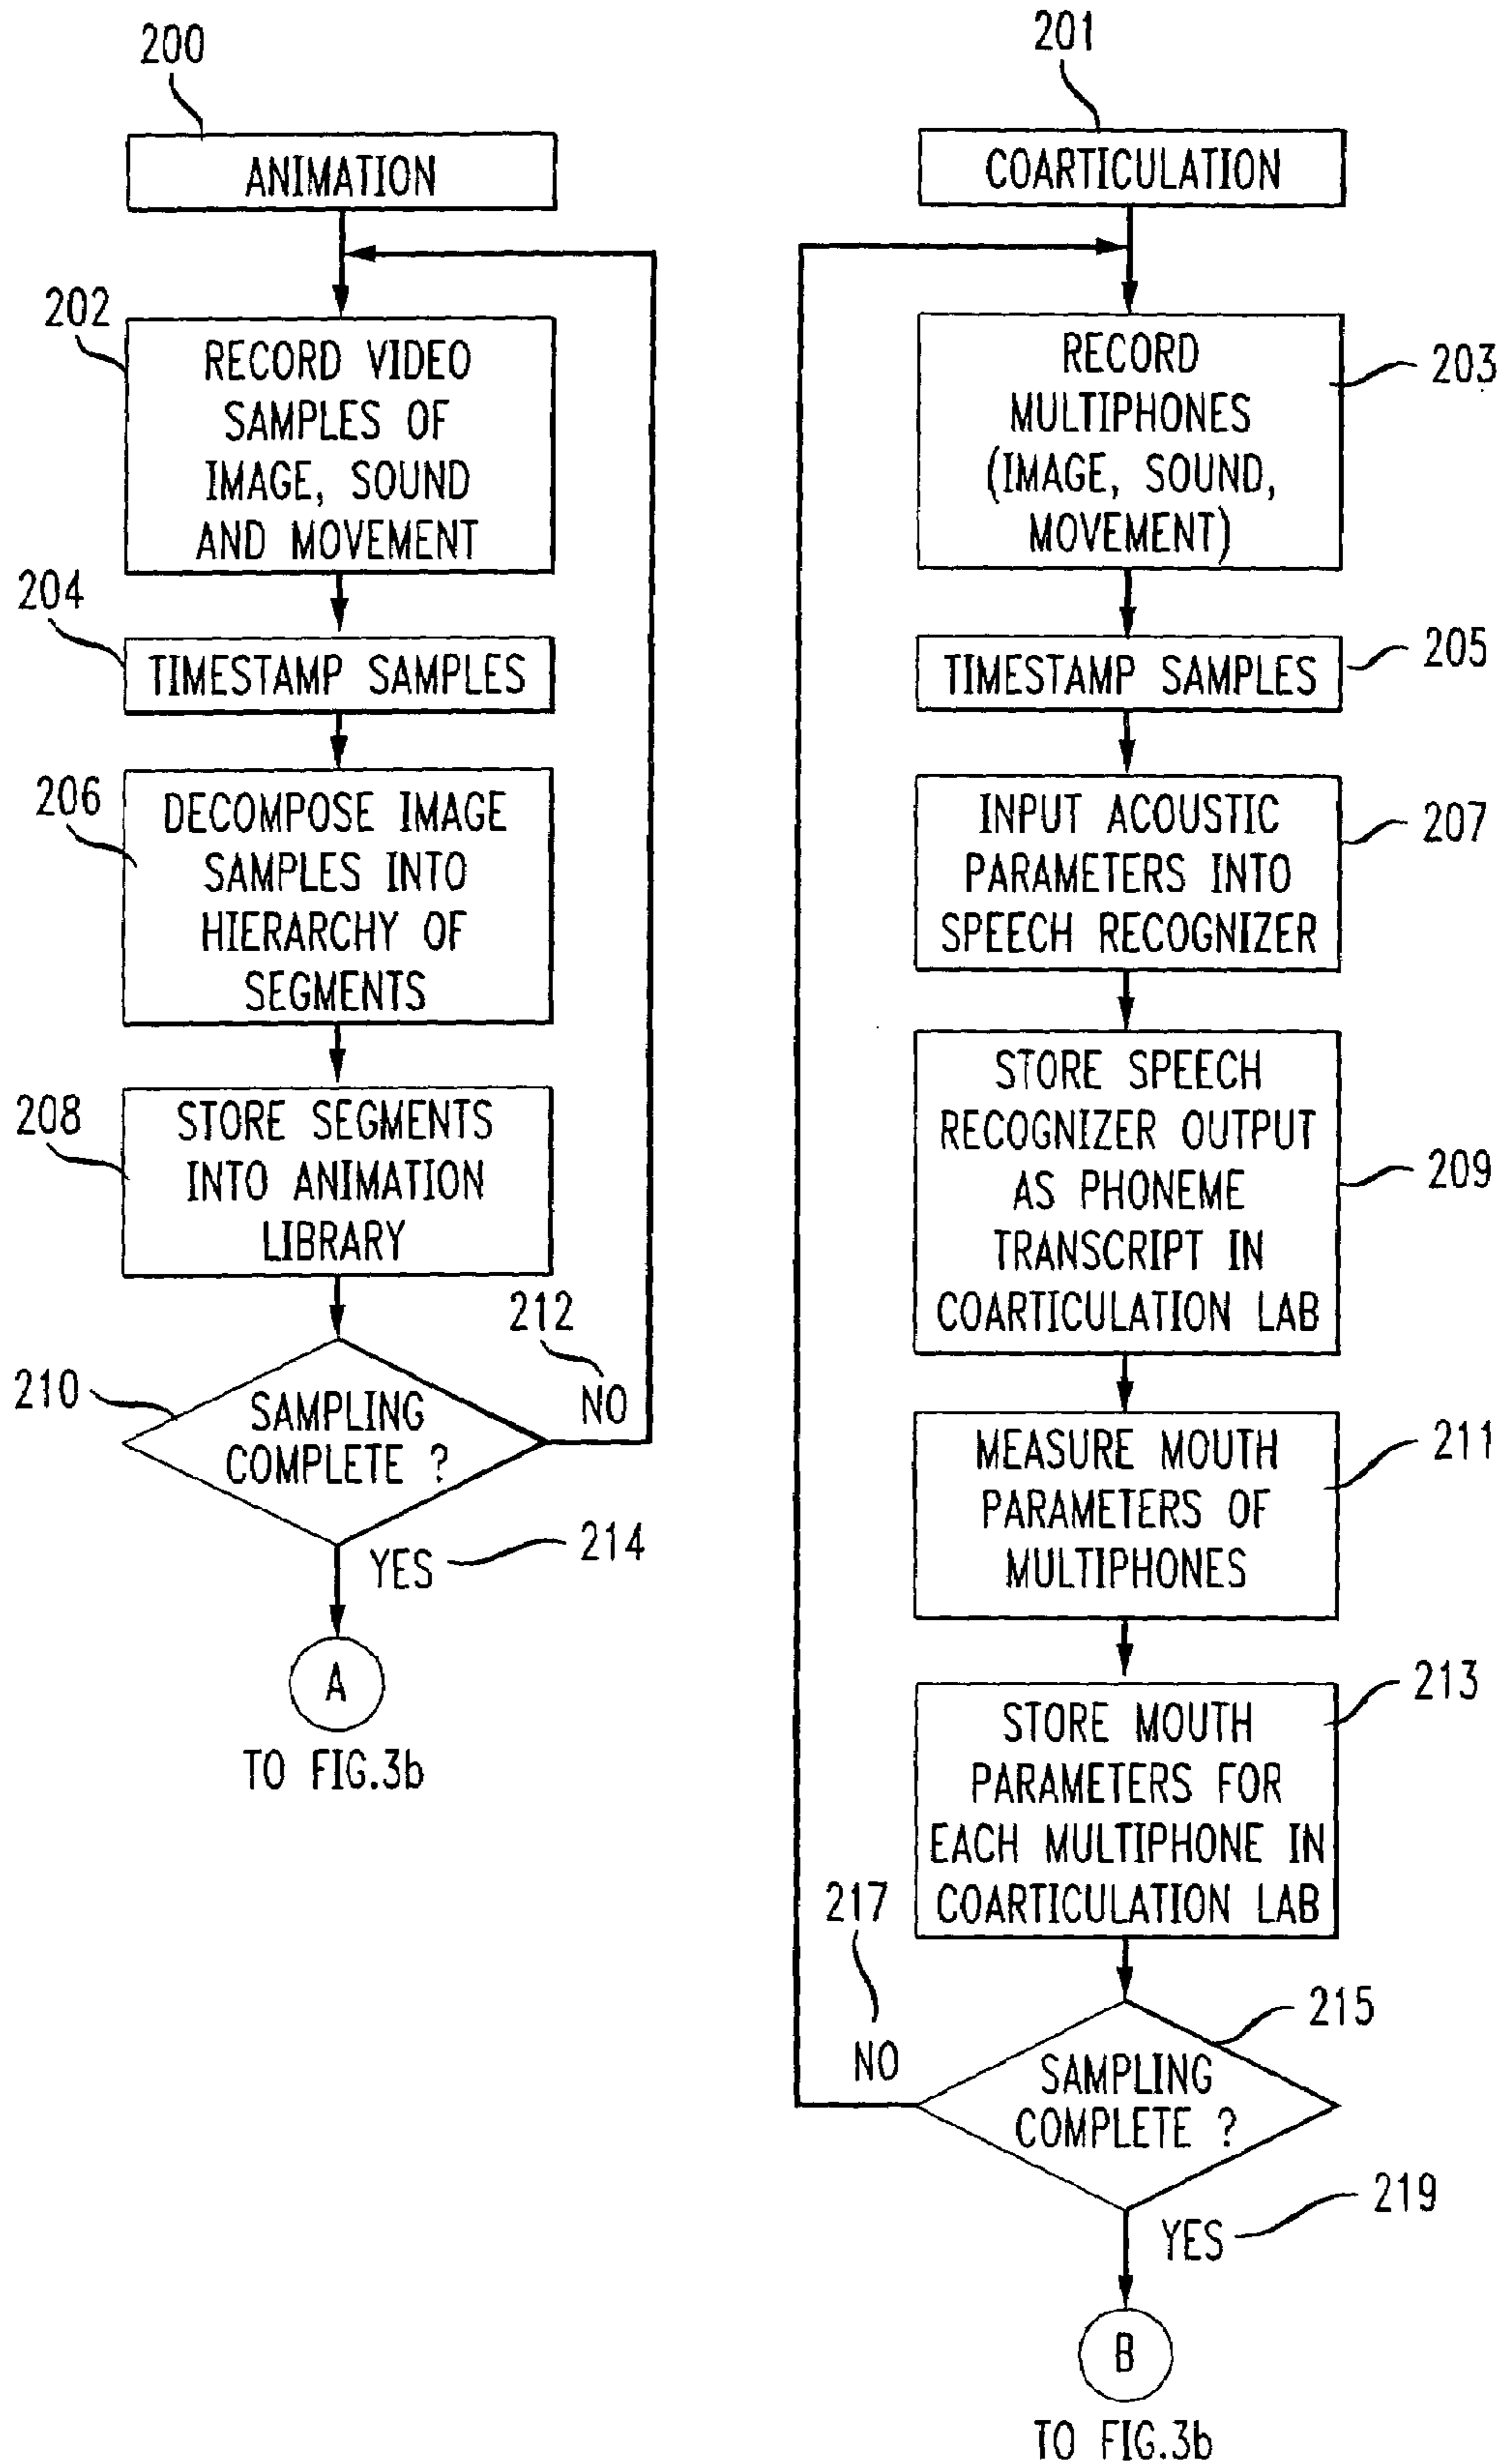 200
ANIMATION
202
RECORD VIDEO
SAMPLES OF
IMAGE, SOUND
AND MOVEMENT
204
TIMESTAMP SAMPLES
206
DECOMPOSE IMAGE
SAMPLES INTO
HIERARCHY OF
SEGMENTS
208
STORE SEGMENTS
INTO ANIMATION
LIBRARY
212
NO
210
SAMPLING
COMPLETE ?
214
YES
A
TO FIG.3b
201
COARTICULATION
203
RECORD
MULTIPHONES
(IMAGE, SOUND,
MOVEMENT)
205
TIMESTAMP SAMPLES
207
INPUT ACOUSTIC
PARAMETERS INTO
SPEECH RECOGNIZER
209
STORE SPEECH
RECOGNIZER OUTPUT
AS PHONEME
TRANSCRIPT IN
COARTICULATION LAB
211
MEASURE MOUTH
PARAMETERS OF
MULTIPHONES
213
STORE MOUTH
PARAMETERS FOR
EACH MULTIPHONE IN
COARTICULATION LAB
217
NO
215
SAMPLING
COMPLETE ?
219
YES
B
TO FIG.3b